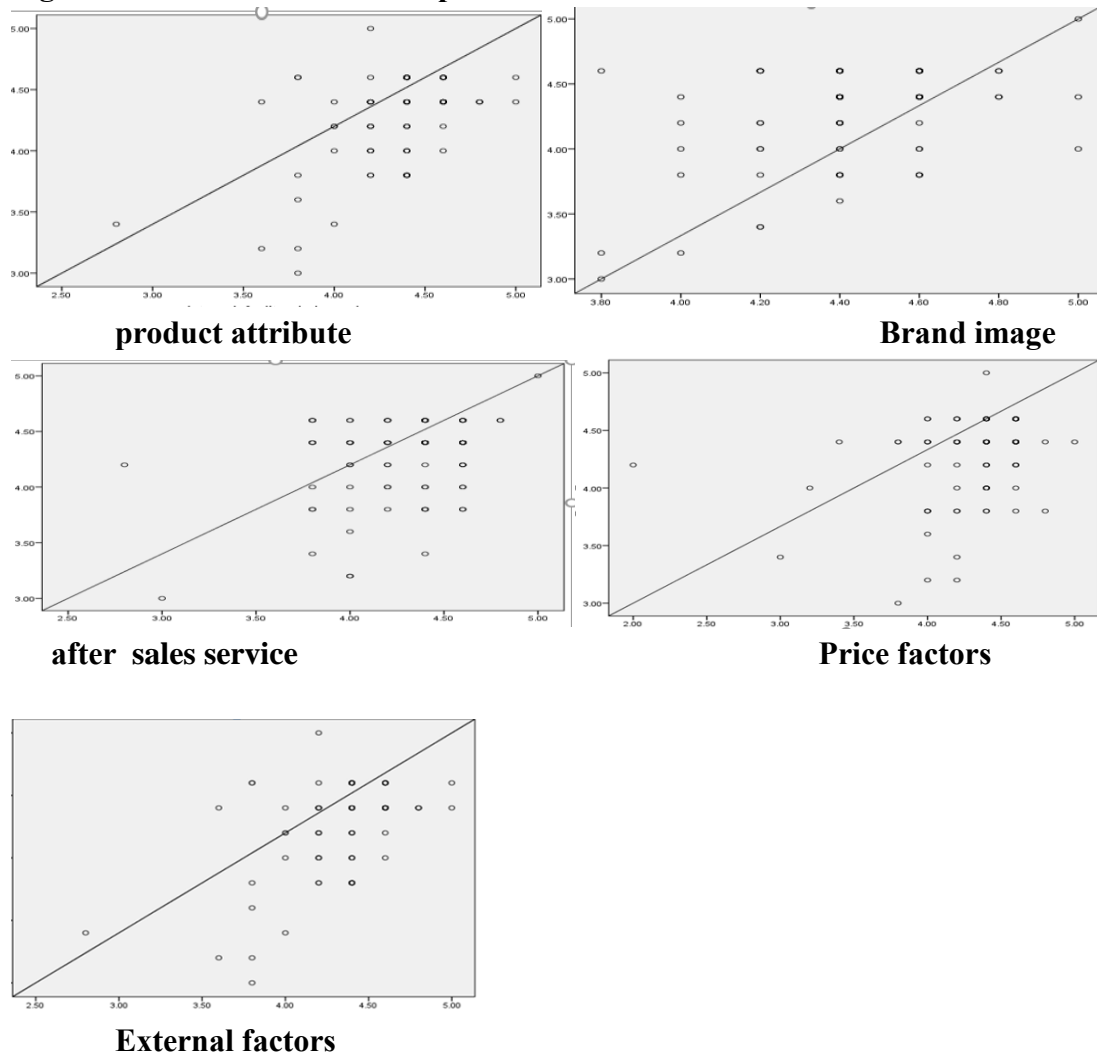 5.00 5.00
4.50 4.50
4.00 4.00
3.50 3.50
3.00 3.00
2.50 3.00 3.50 4.00 4.50 5.00 3.80 4.00 4.20 4.40 4.60 4.80 5.00
product attribute Brand image
5.00 5.00
4.50 4.50
4.00 4.00
3.50 3.50
3.00 3.00
2.50 3.00 3.50 4.00 4.50 5.00 2.00 2.50 3.00 3.50 4.00 4.50 5.00
after sales service Price factors
2.50 3.00 3.50 4.00 4.50 5.00
External factors